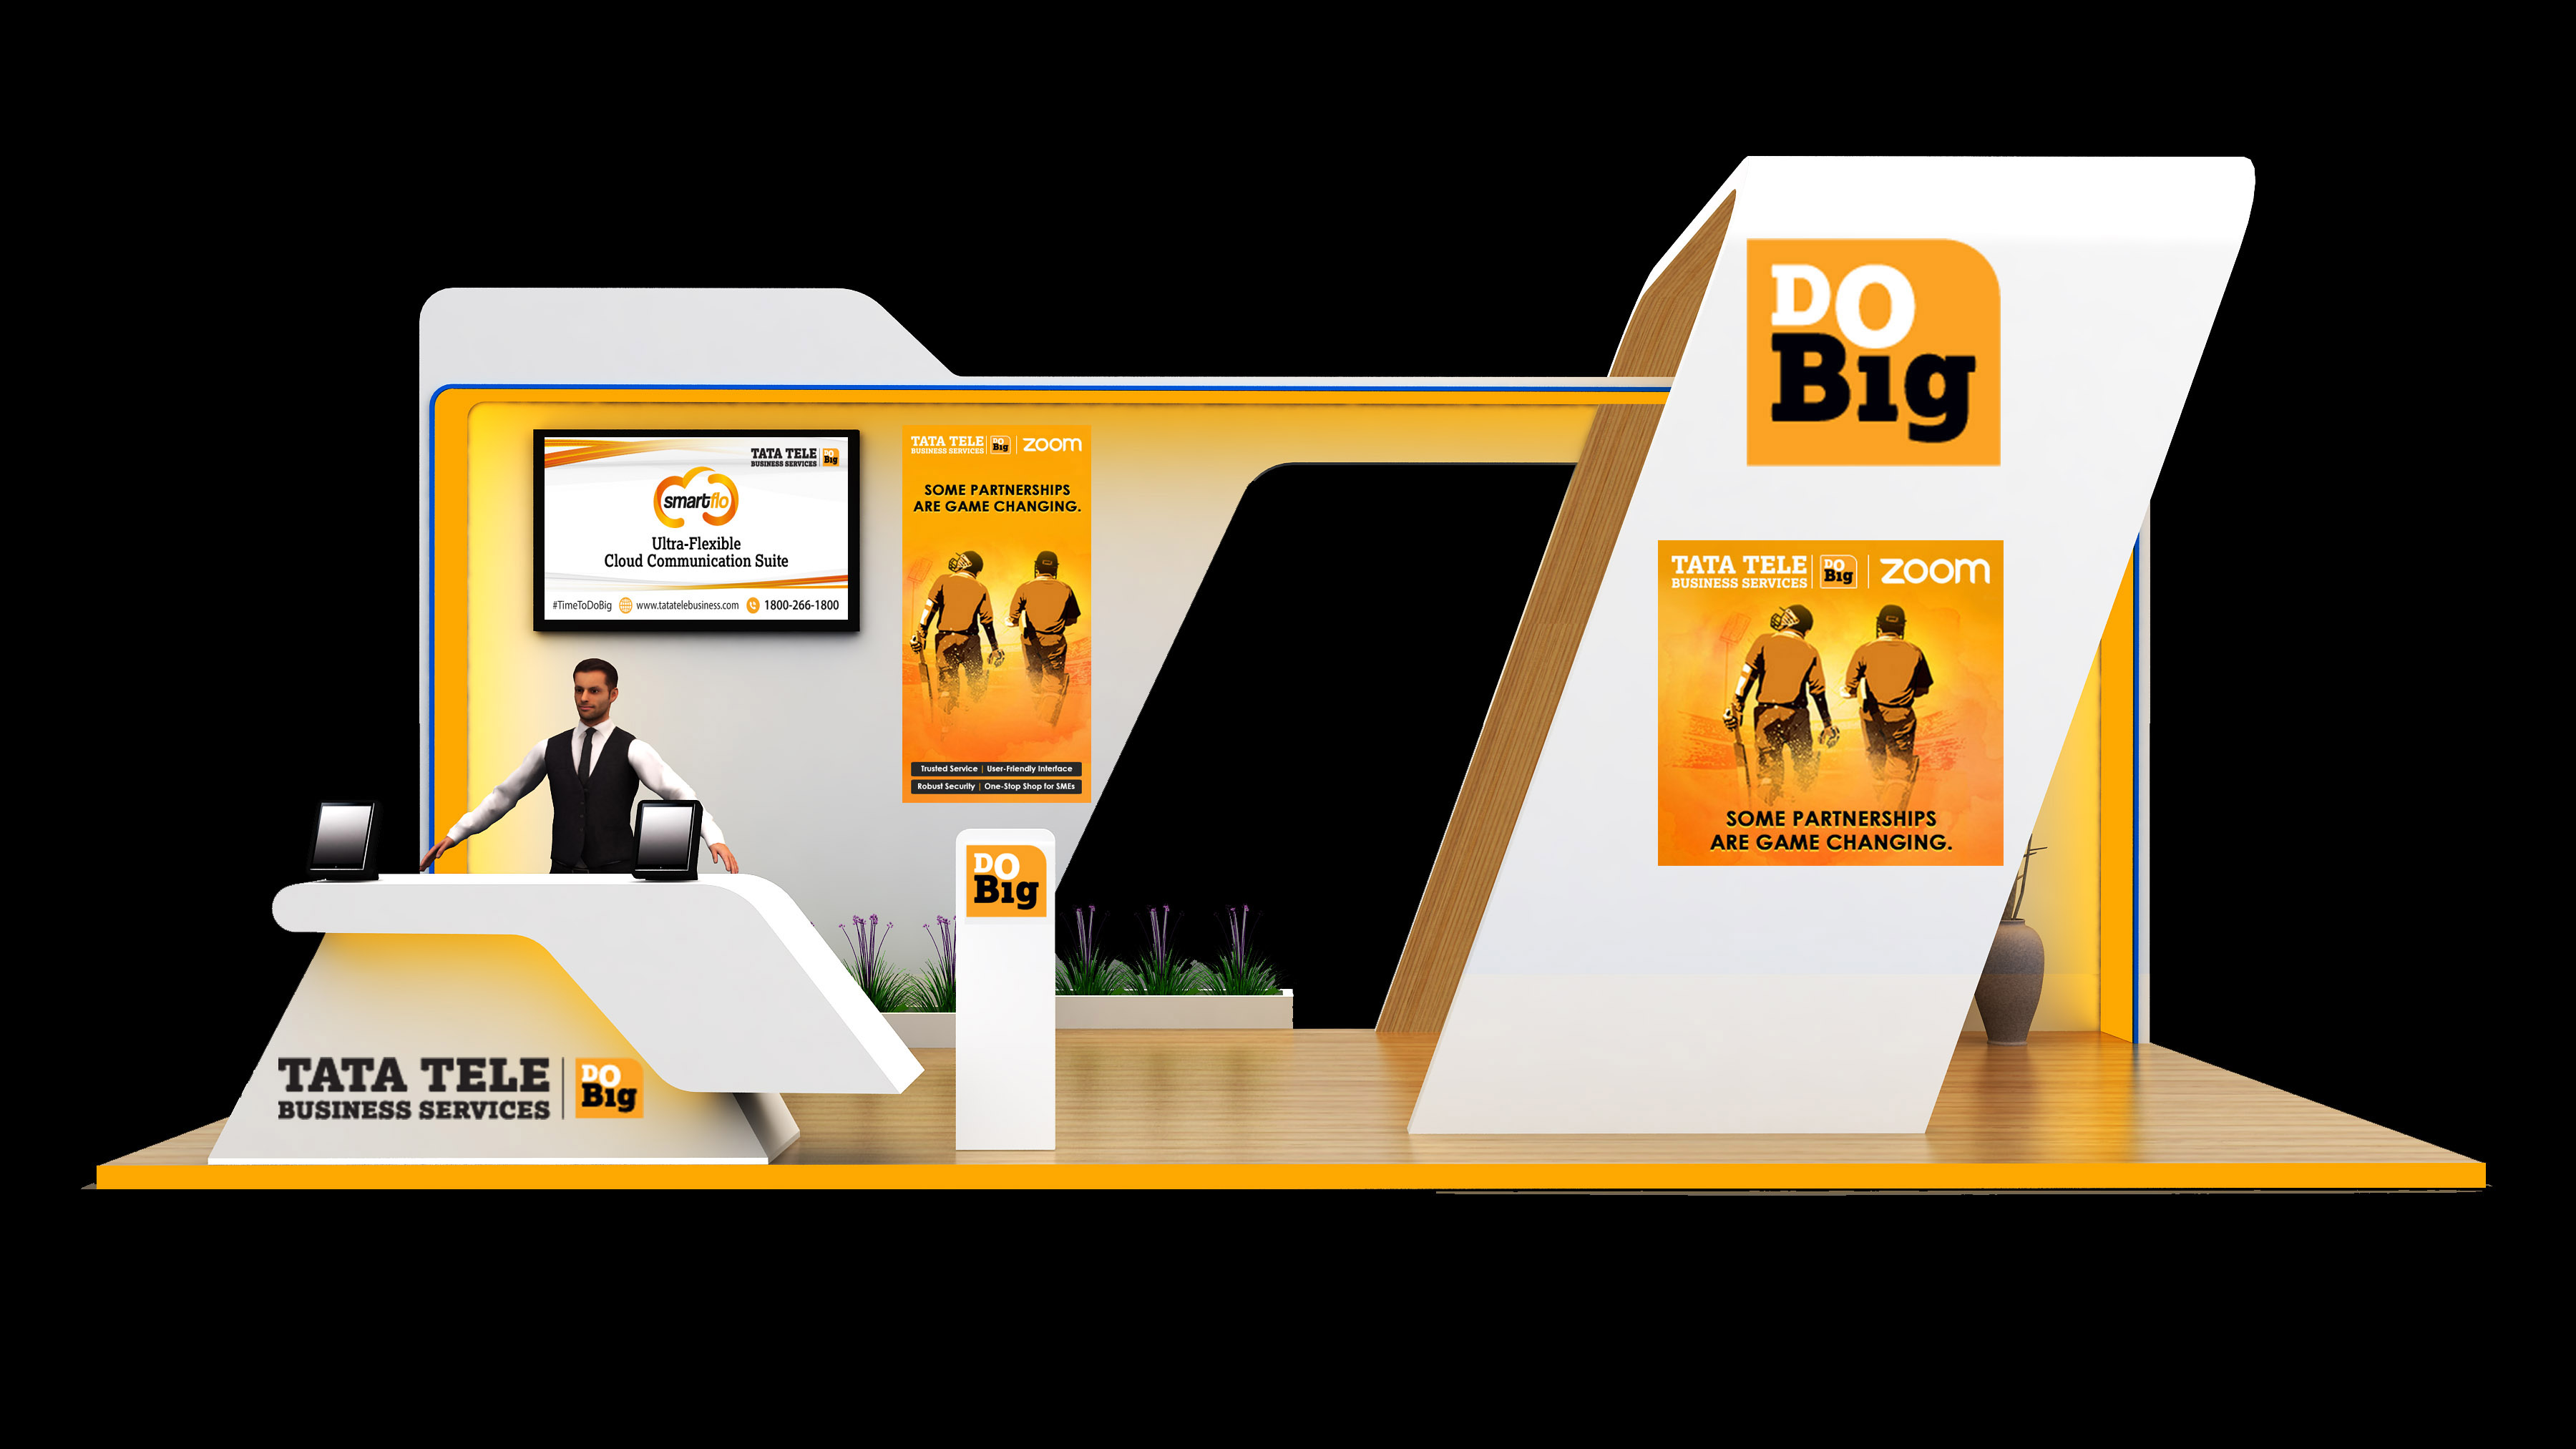 TATA TELE
BUSINESS SERVICES
DO
Big
smartflo
Ultra-Flexible
Cloud Communication Suite
#TimeToDoBig www.tatatelebusiness.com 1800-266-1800
TATA TELE
BUSINESS SERVICES
DO
Big
zoom
SOME PARTNERSHIPS
ARE GAME CHANGING.
Trusted Service | User-Friendly Interface
Robust Security | One-Stop Shop for SMEs
DO
Big
TATA TELE
BUSINESS SERVICES
DO
Big
zoom
SOME PARTNERSHIPS
ARE GAME CHANGING.
DO
Big
TATA TELE
BUSINESS SERVICES
DO
Big